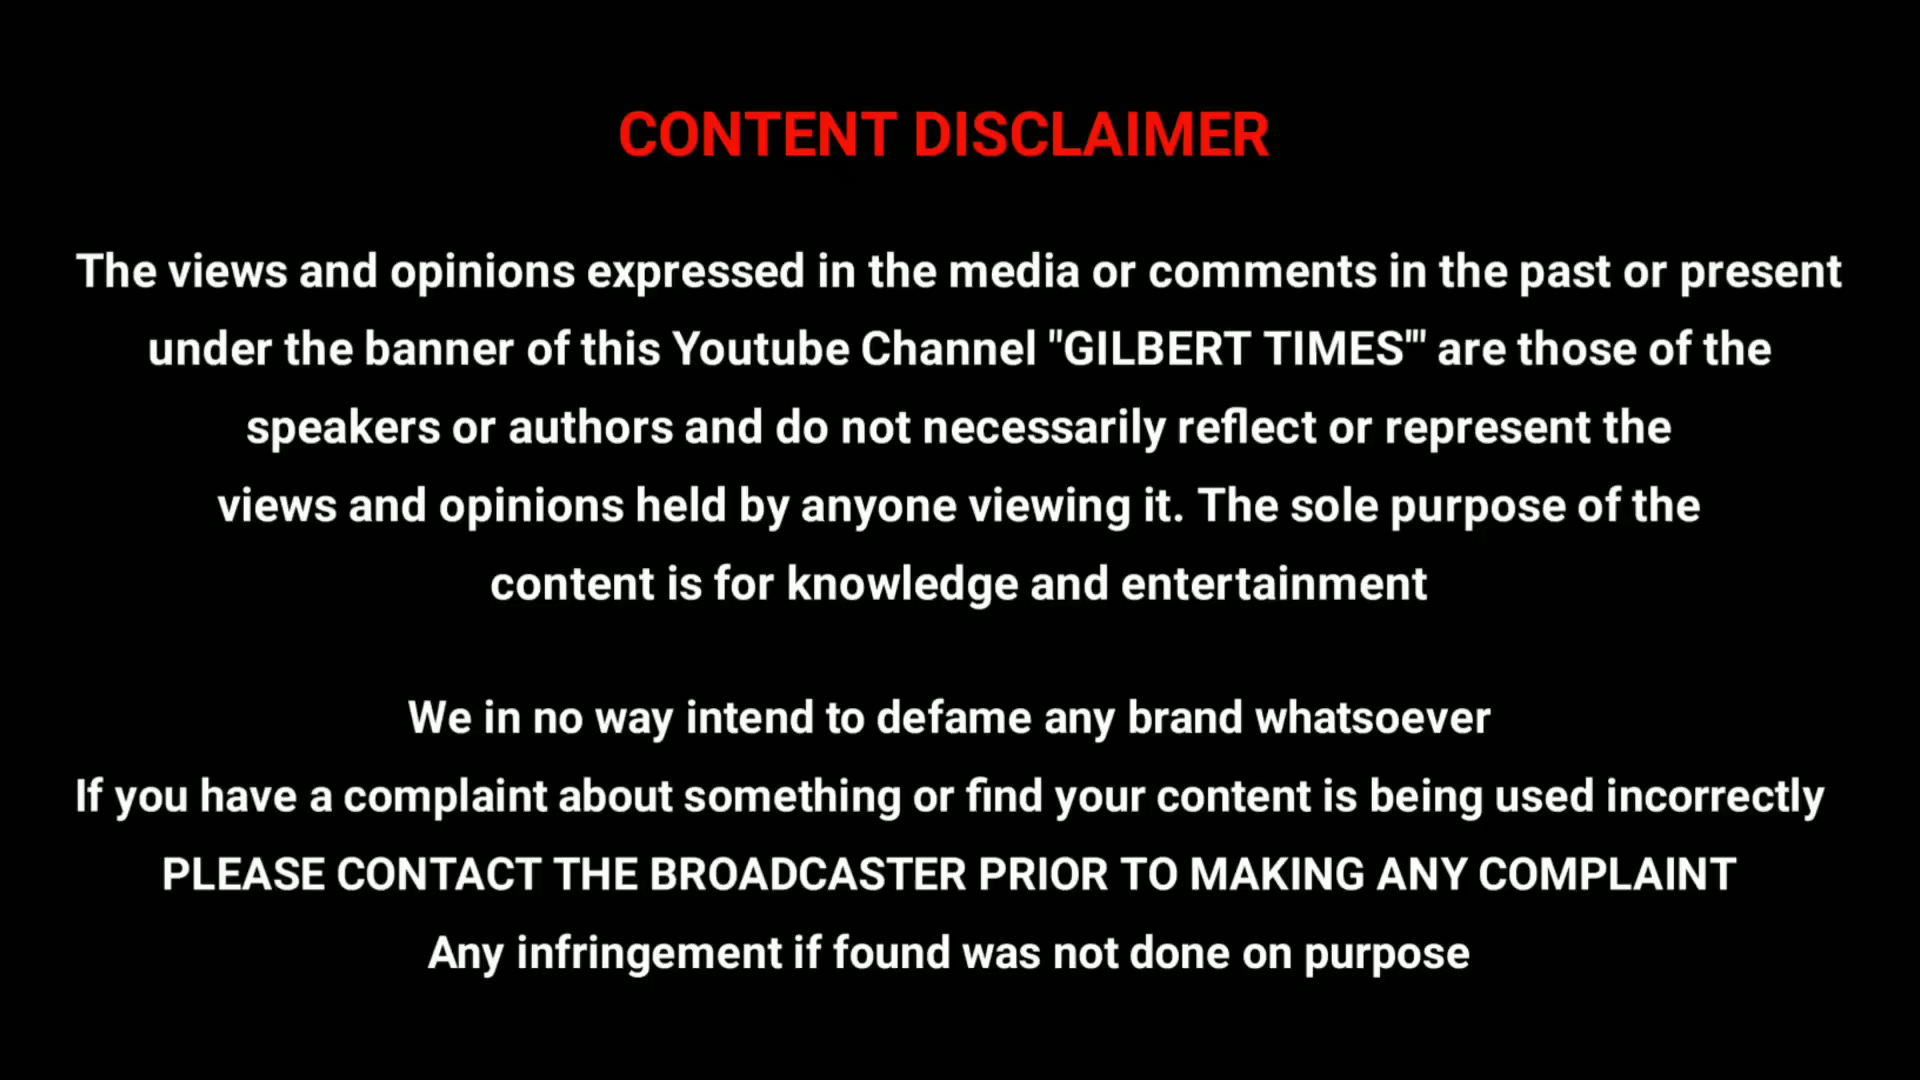 CONTENT DISCLAIMER
The views and opinions expressed in the media or comments in the past or present
under the banner of this Youtube Channel "GILBERT TIMES"' are those of the
speakers or authors and do not necessarily reflect or represent the
views and opinions held by anyone viewing it. The sole purpose of the
content is for knowledge and entertainment
We in no way intend to defame any brand whatsoever
If you have a complaint about something or find your content is being used incorrectly
PLEASE CONTACT THE BROADCASTER PRIOR TO MAKING ANY COMPLAINT
Any infringement if found was not done on purpose